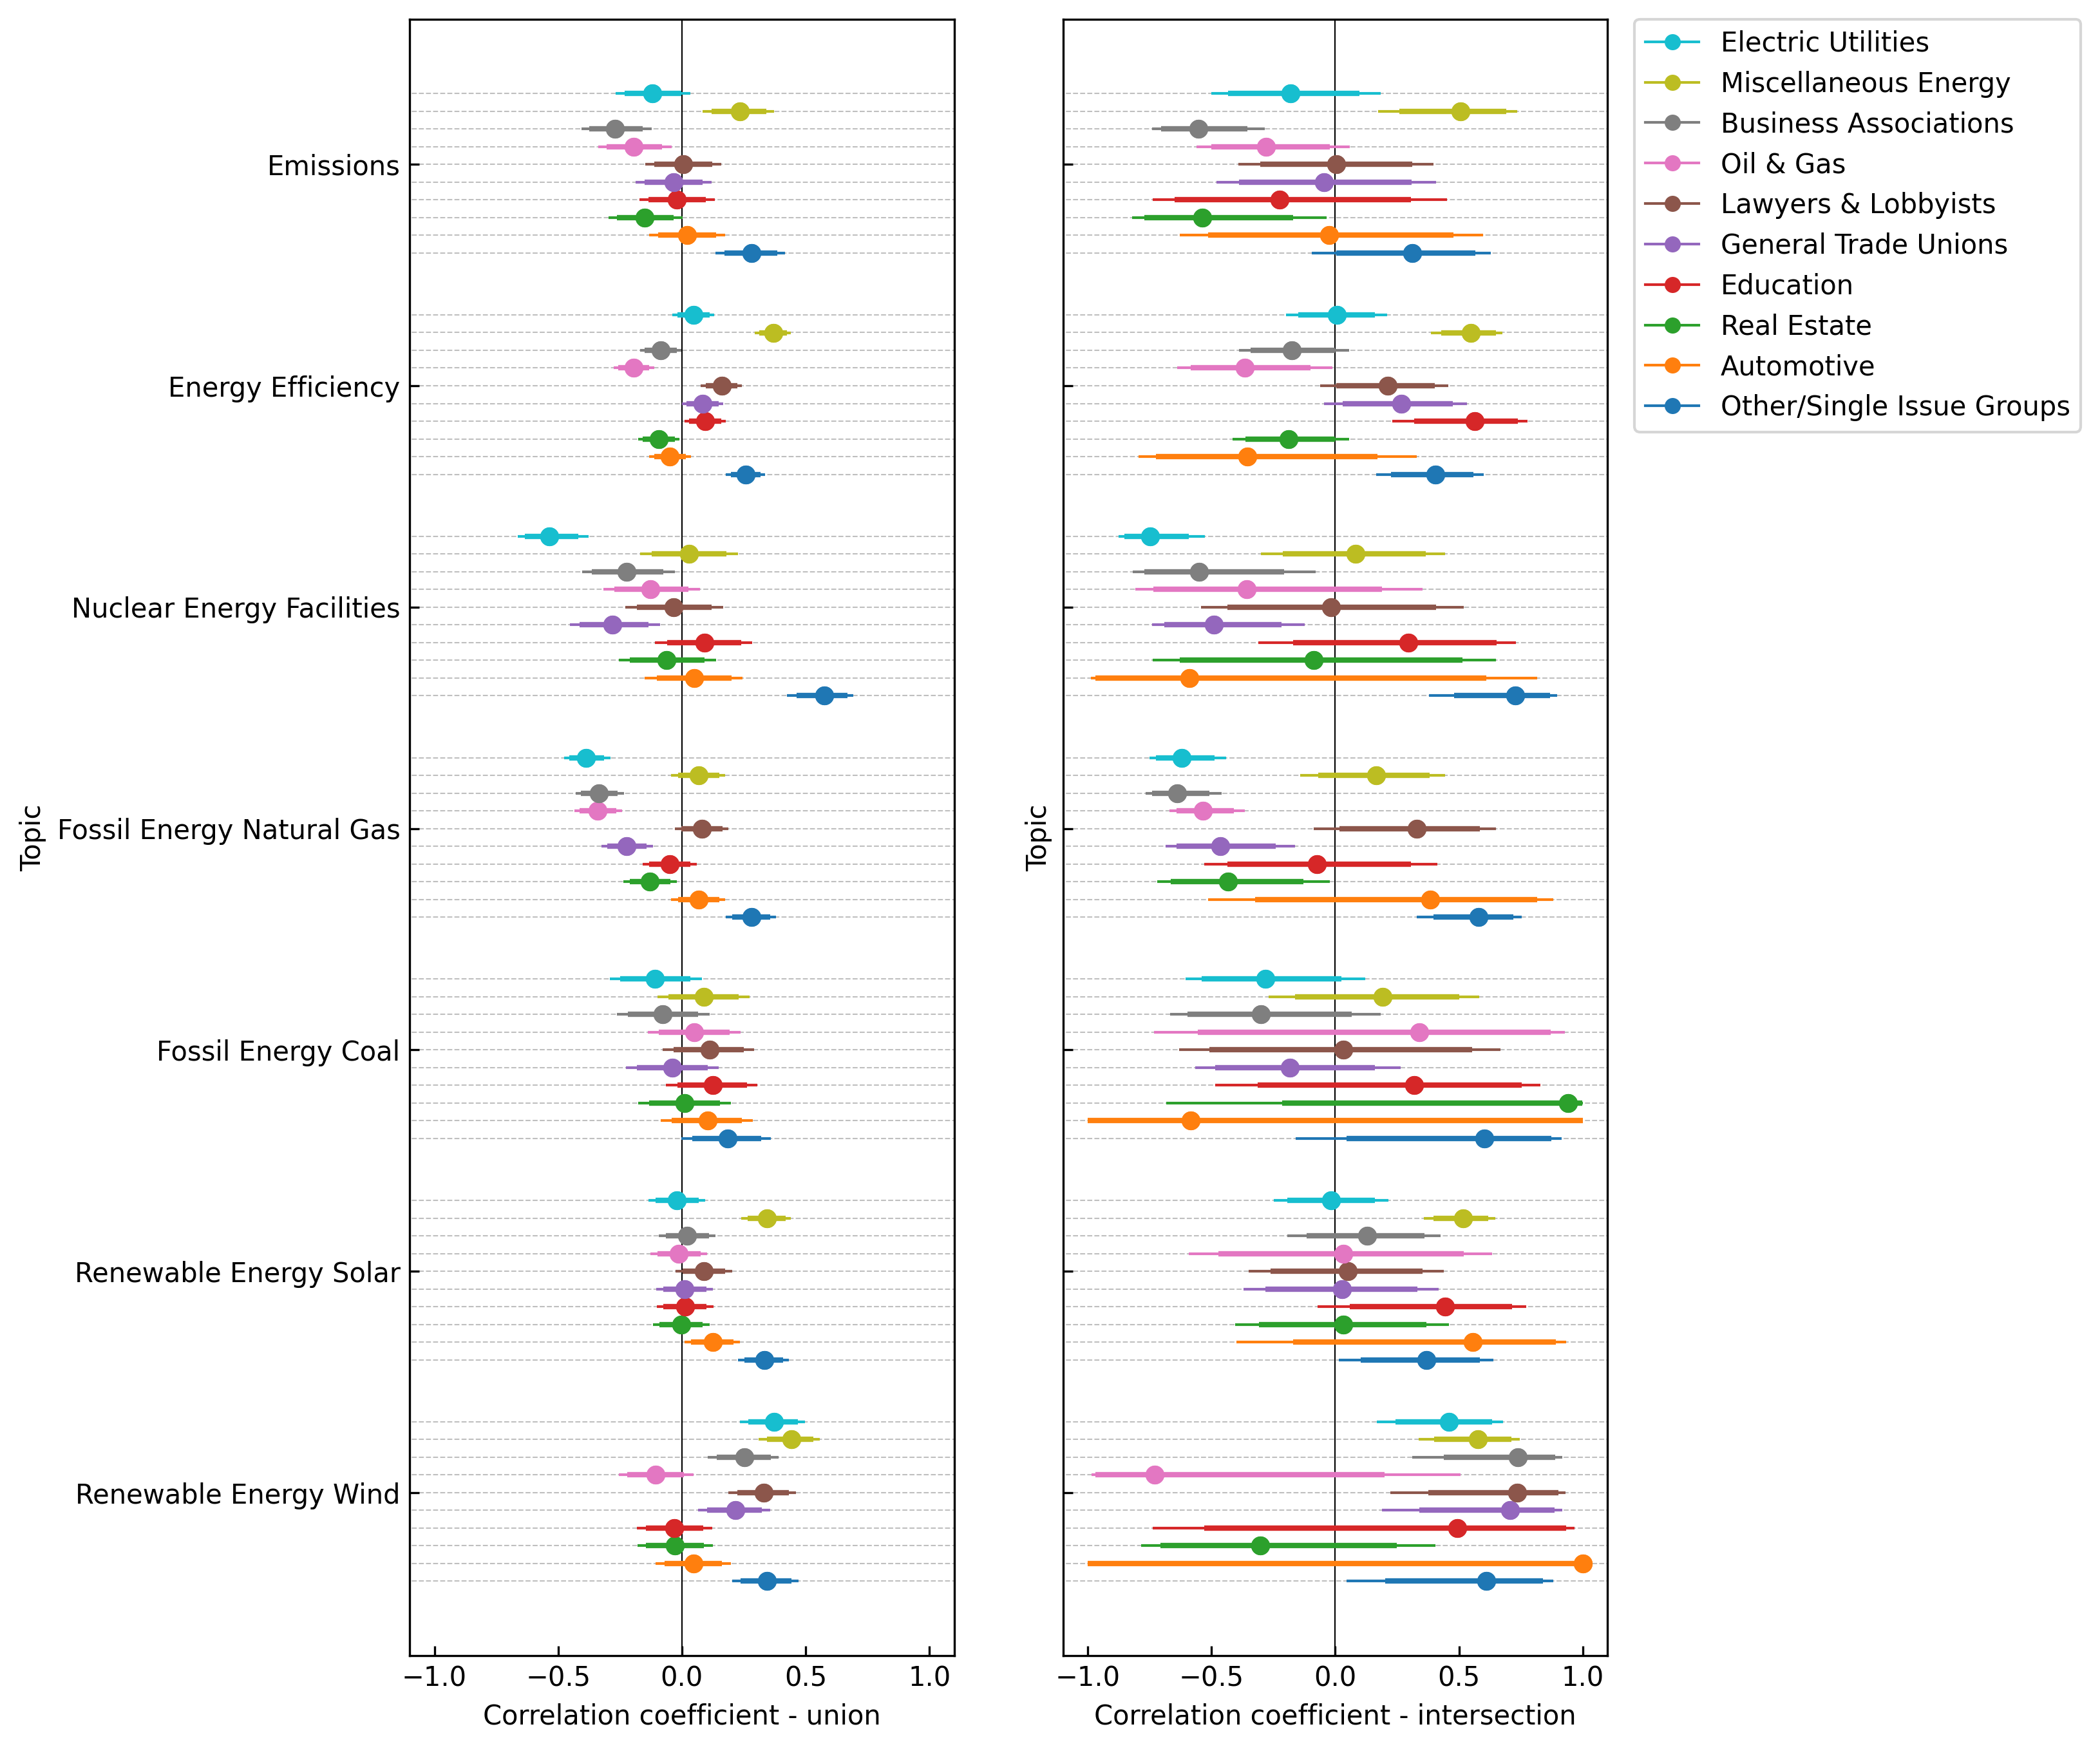 Electric Utilities
Miscellaneous Energy
Business Associations
Oil & Gas
Lawyers & Lobbyists
General Trade Unions
Education
Real Estate
Automotive
Other/Single Issue Groups
Topic
Emissions
Energy Efficiency
Nuclear Energy Facilities
Fossil Energy Natural Gas
Fossil Energy Coal
Renewable Energy Solar
Renewable Energy Wind
−1.0 −0.5 0.0 0.5 1.0
Correlation coefficient - union
Topic
−1.0 −0.5 0.0 0.5 1.0
Correlation coefficient - intersection